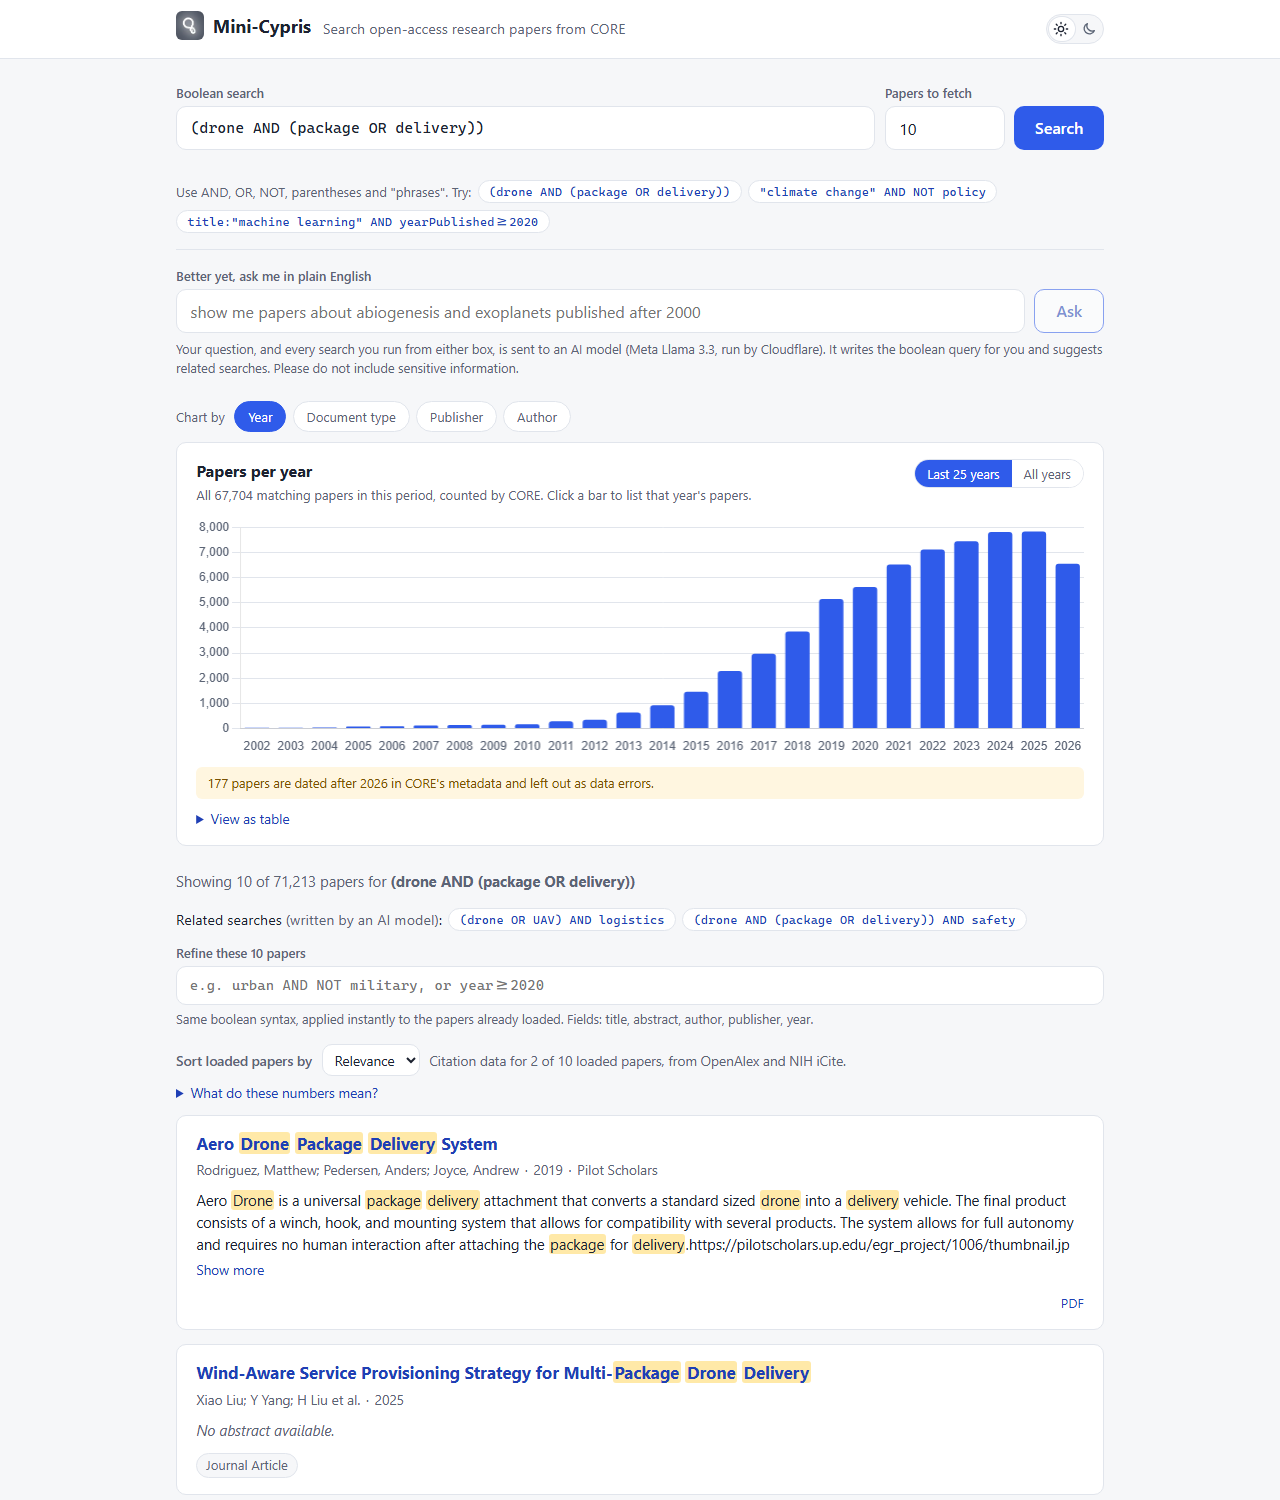 Mini-Cypris Search open-access research papers from CORE
Boolean search
Papers to fetch
(drone AND (package OR delivery))
10
Search
Use AND, OR, NOT, parentheses and "phrases". Try: (drone AND (package OR delivery)) "climate change" AND NOT policy
title:"machine learning" AND yearPublished≥2020
Better yet, ask me in plain English
show me papers about abiogenesis and exoplanets published after 2000
Ask
Your question, and every search you run from either box, is sent to an AI model (Meta Llama 3.3, run by Cloudflare). It writes the boolean query for you and suggests
related searches. Please do not include sensitive information.
Chart by Year Document type Publisher Author
Papers per year
Last 25 years All years
All 67,704 matching papers in this period, counted by CORE. Click a bar to list that year's papers.
8,000
7,000
6,000
5,000
4,000
3,000
2,000
1,000
0
2002 2003 2004 2005 2006 2007 2008 2009 2010 2011 2012 2013 2014 2015 2016 2017 2018 2019 2020 2021 2022 2023 2024 2025 2026
177 papers are dated after 2026 in CORE's metadata and left out as data errors.
View as table
Showing 10 of 71,213 papers for (drone AND (package OR delivery))
Related searches (written by an AI model): (drone OR UAV) AND logistics (drone AND (package OR delivery)) AND safety
Refine these 10 papers
e.g. urban AND NOT military, or year≥2020
Same boolean syntax, applied instantly to the papers already loaded. Fields: title, abstract, author, publisher, year.
Sort loaded papers by Relevance Citation data for 2 of 10 loaded papers, from OpenAlex and NIH iCite.
What do these numbers mean?
Aero Drone Package Delivery System
Rodriguez, Matthew; Pedersen, Anders; Joyce, Andrew · 2019 · Pilot Scholars
Aero Drone is a universal package delivery attachment that converts a standard sized drone into a delivery vehicle. The final product
consists of a winch, hook, and mounting system that allows for compatibility with several products. The system allows for full autonomy
and requires no human interaction after attaching the package for delivery.https://pilotscholars.up.edu/egr_project/1006/thumbnail.jp
Show more
PDF
Wind-Aware Service Provisioning Strategy for Multi-Package Drone Delivery
Xiao Liu; Y Yang; H Liu et al. · 2025
No abstract available.
Journal Article